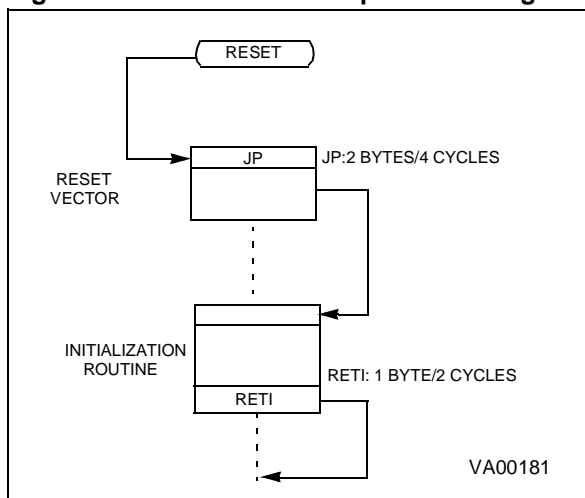 RESET
JP
JP:2 BYTES/4 CYCLES
RESET
VECTOR
INITIALIZATION
ROUTINE
RETI: 1 BYTE/2 CYCLES
RETI
VA00181